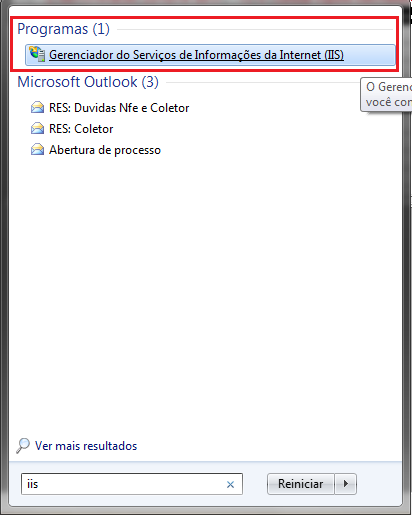 Programas (1)
Gerenciador do Serviços de Informações da Internet (IIS)
O Geren
você con
Microsoft Outlook (3)
RES: Duvidas Nfe e Coletor
RES: Coletor
Abertura de processo
Ver mais resultados
iis
Reiniciar